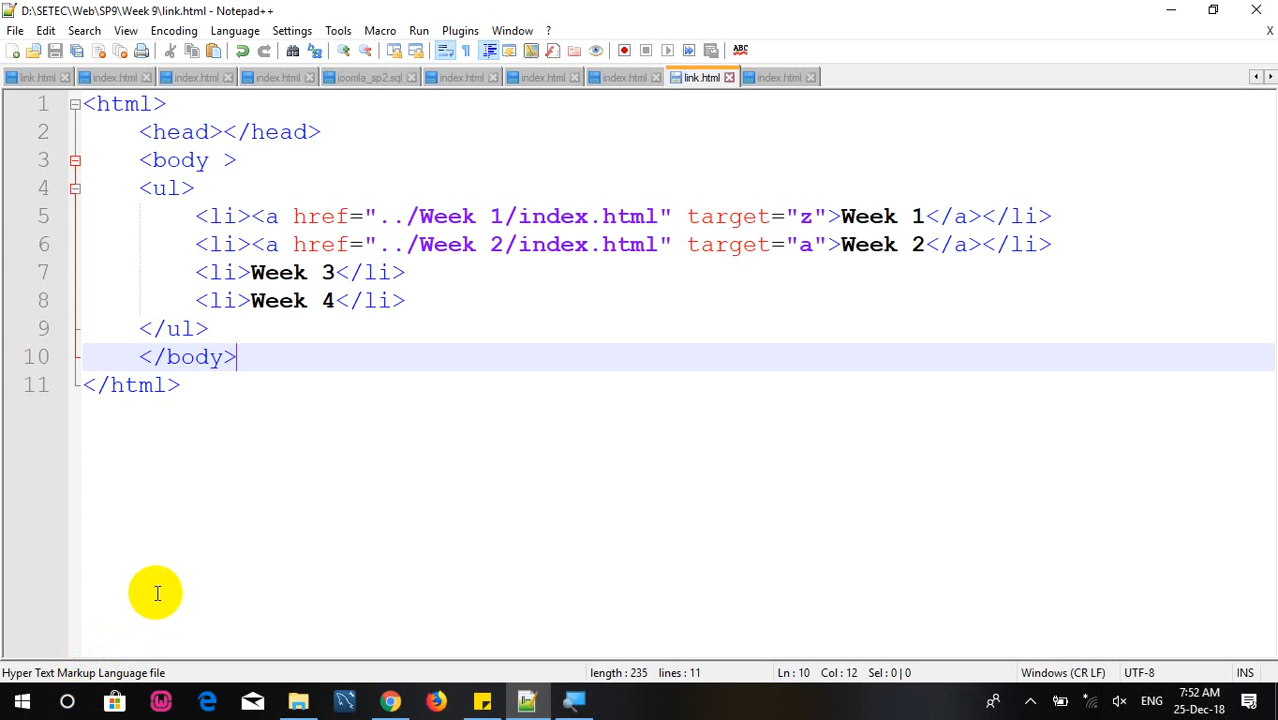 D:\SETEC\Web\SP9\Week 9\link.html - Notepad++
File Edit Search View Encoding Language Settings Tools Macro Run Plugins Window ? X
link.html index.html index.html index.html joomla_sp2.sql index.html index.html index.html link.html index.html
1 <html>
2 <head></head>
3 <body >
4 <ul>
5 <li><a href="../Week 1/index.html" target="z">Week 1</a></li>
6 <li><a href="../Week 2/index.html" target="a">Week 2</a></li>
7 <li>Week 3</li>
8 <li>Week 4</li>
9 </ul>
10 </body>
11 </html>
Hyper Text Markup Language file length : 235 lines : 11 Ln : 10 Col : 12 Sel : 0 | 0 Windows (CR LF) UTF-8 INS
ENG 7:52 AM
25-Dec-18